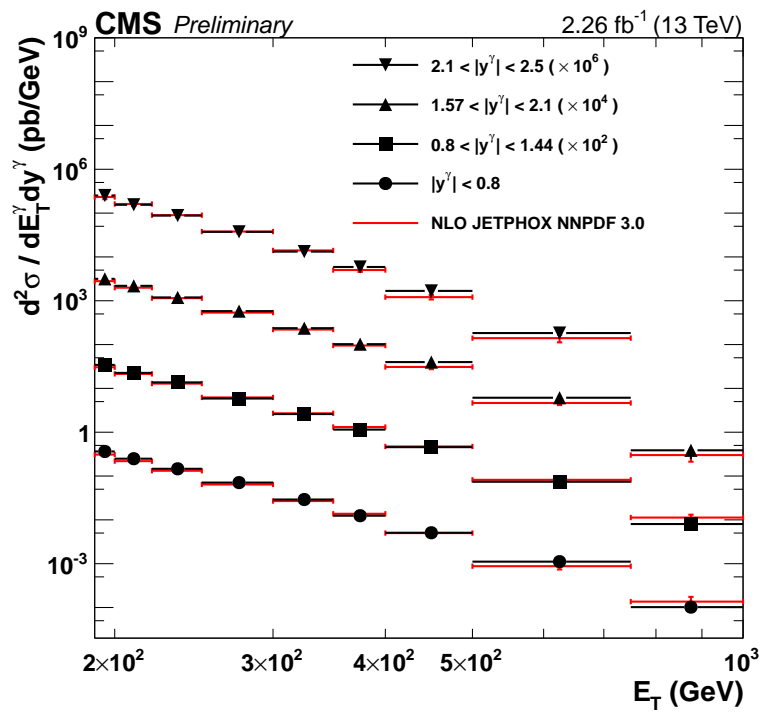 CMS Preliminary 2.26 fb⁻¹ (13 TeV)
d²σ / dE_T^γ dy^γ (pb/GeV)
10⁹
10⁶
10³
1
10⁻³
2.1 < |y^γ| < 2.5 (×10⁶)
1.57 < |y^γ| < 2.1 (×10⁴)
0.8 < |y^γ| < 1.44 (×10²)
|y^γ| < 0.8
NLO JETPHOX NNPDF 3.0
2×10² 3×10² 4×10² 5×10² 10³
E_T (GeV)